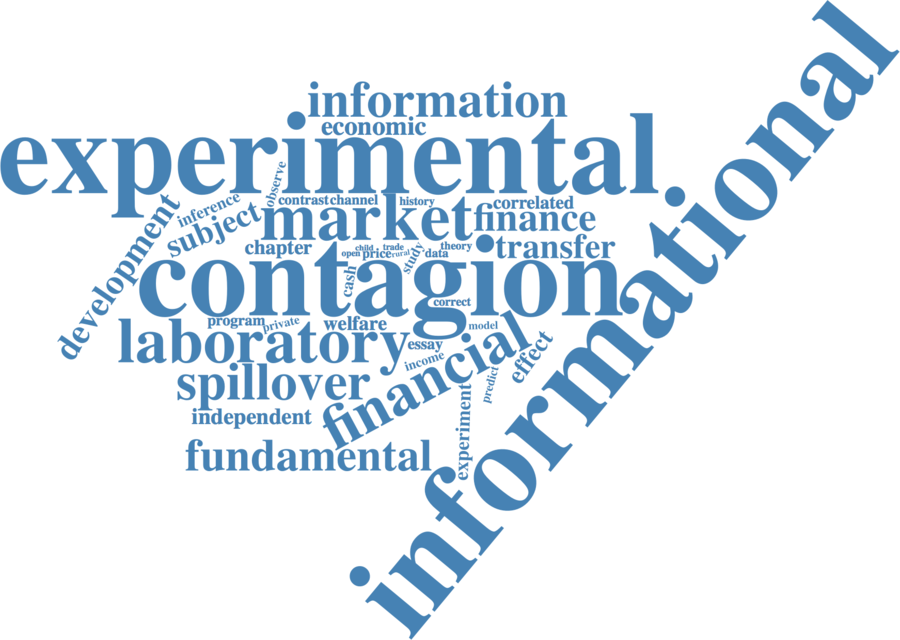 informational
information
economic
experimental
observe
contrast channel history correlated
inference
subject market finance
development
chapter open child price trade rural study data theory transfer
contagion
cash
correct
program private welfare model
laboratory essay
income effect
financial
spillover predict
independent
experiment
fundamental